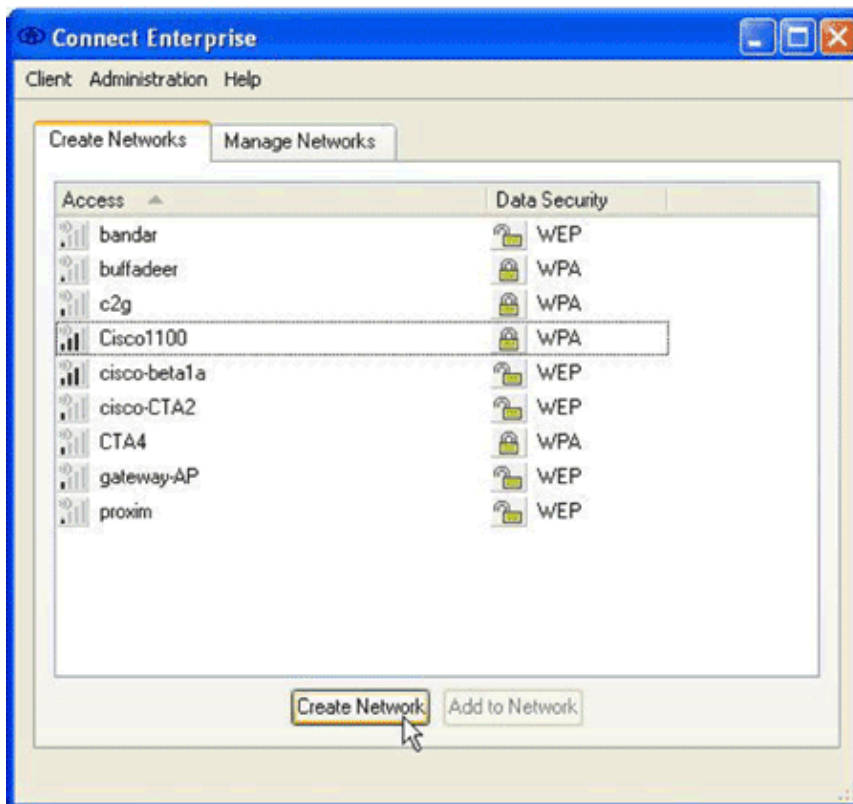 Connect Enterprise
Client Administration Help
Create Networks Manage Networks
Access Data Security
bandar WEP
buffadeer WPA
c2g WPA
Cisco1100 WPA
cisco-beta1a WEP
cisco-CTA2 WEP
CTA4 WPA
gateway-AP WEP
proxim WEP
Create Network Add to Network